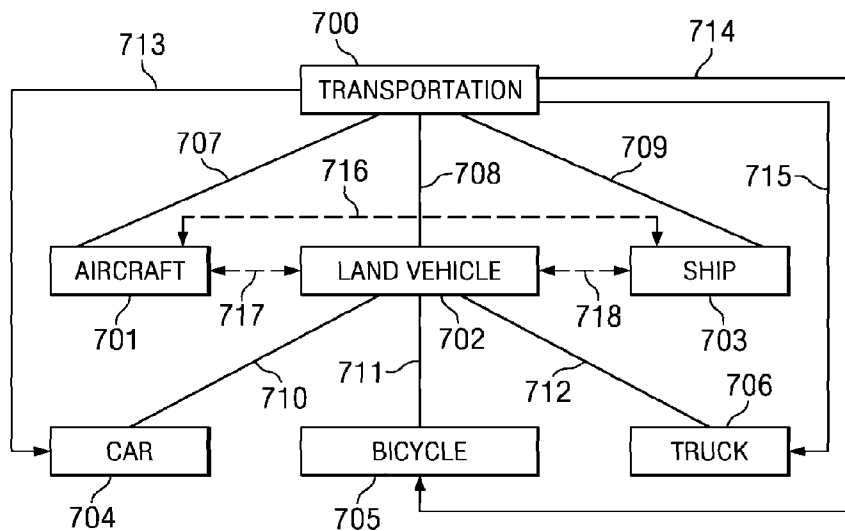 713
700
714
TRANSPORTATION
707
716
708
709
715
AIRCRAFT
LAND VEHICLE
SHIP
701
717
702
718
703
710
711
712
706
CAR
BICYCLE
TRUCK
704
705